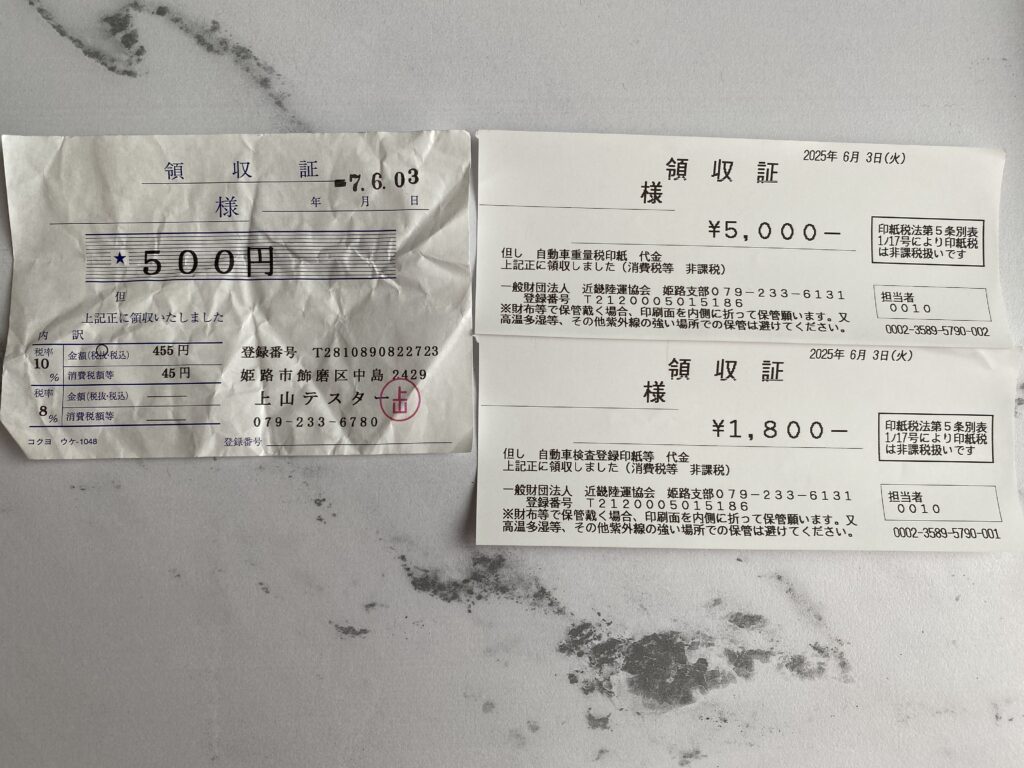 領収証
-7.6.03
様 年 月 日
★500円
但
上記正に領収いたしました
内訳
税率 10% 金額(税抜・税込) 455円
消費税額等 45円
税率 8% 金額(税抜・税込)
消費税額等
コクヨ ウケ-1048
登録番号 T2810890822723
姫路市飾磨区中島2429
上山テスター
上山
079-233-6780
登録番号
2025年 6月 3日(火)
領収証
様
¥5,000-
印紙税法第5条別表
1/17号により印紙税
は非課税扱いです
但し 自動車重量税印紙 代金
上記正に領収しました(消費税等 非課税)
一般財団法人 近畿陸運協会 姫路支部079-233-6131
登録番号 T2120005015186
※財布等で保管戴く場合、印刷面を内側に折って保管願います。又
高温多湿等、その他紫外線の強い場所での保管は避けてください。
担当者
0010
0002-3589-5790-002
2025年 6月 3日(火)
領収証
様
¥1,800-
印紙税法第5条別表
1/17号により印紙税
は非課税扱いです
但し 自動車検査登録印紙等 代金
上記正に領収しました(消費税等 非課税)
一般財団法人 近畿陸運協会 姫路支部079-233-6131
登録番号 T2120005015186
※財布等で保管戴く場合、印刷面を内側に折って保管願います。又
高温多湿等、その他紫外線の強い場所での保管は避けてください。
担当者
0010
0002-3589-5790-001